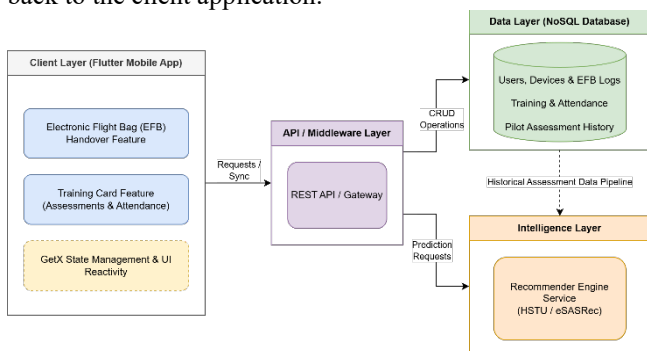 back to the client application.
Client Layer (Flutter Mobile App)
Electronic Flight Bag (EFB)
Handover Feature
Training Card Feature
(Assessments & Attendance)
GetX State Management & UI
Reactivity
Requests /
Sync
API / Middleware Layer
REST API / Gateway
CRUD
Operations
Prediction
Requests
Data Layer (NoSQL Database)
Users, Devices & EFB Logs
Training & Attendance
Pilot Assessment History
Historical Assessment Data Pipeline
Intelligence Layer
Recommender Engine
Service
(HSTU / eSASRec)